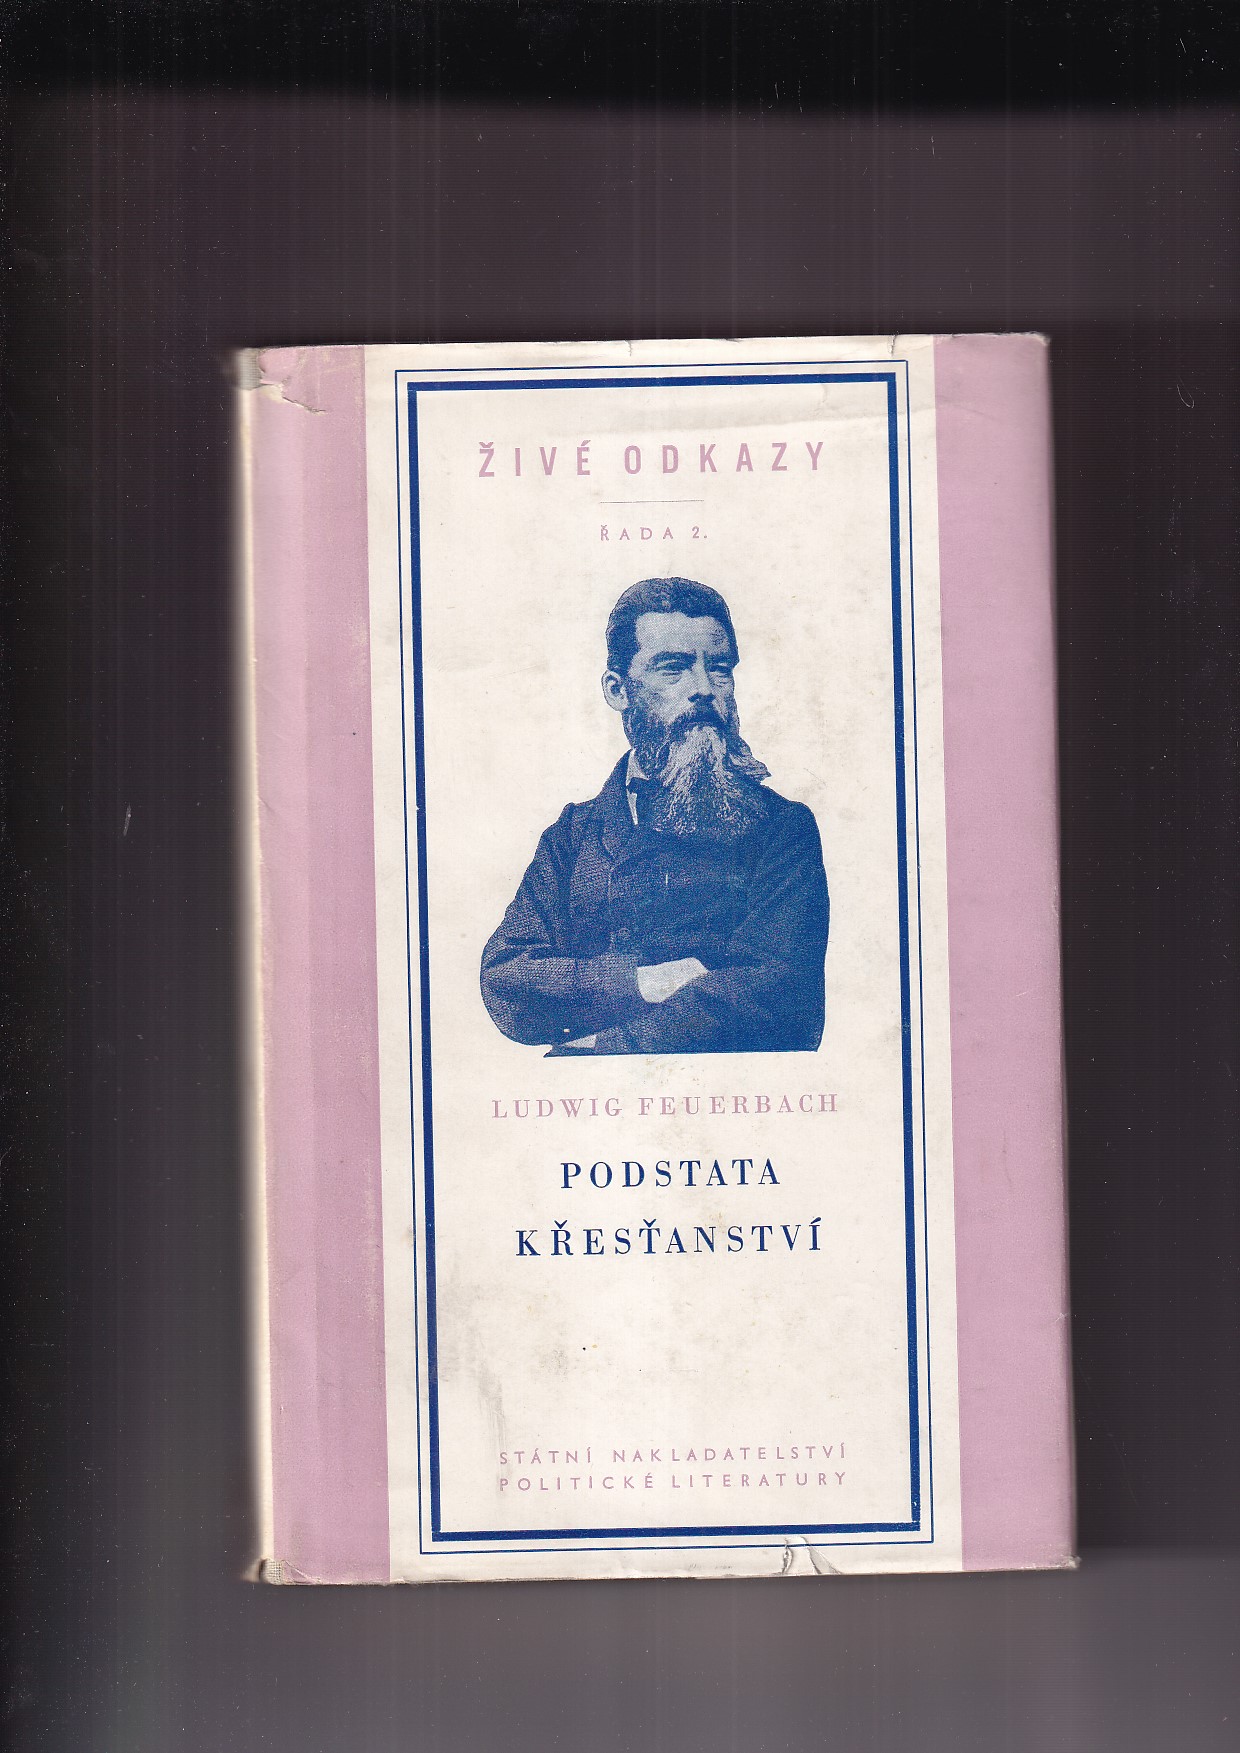 ŽIVÉ ODKAZY
ŘADA 2.
LUDWIG FEUERBACH
PODSTATA
KŘESŤANSTVÍ
STÁTNÍ NAKLADATELSTVÍ
POLITICKÉ LITERATURY